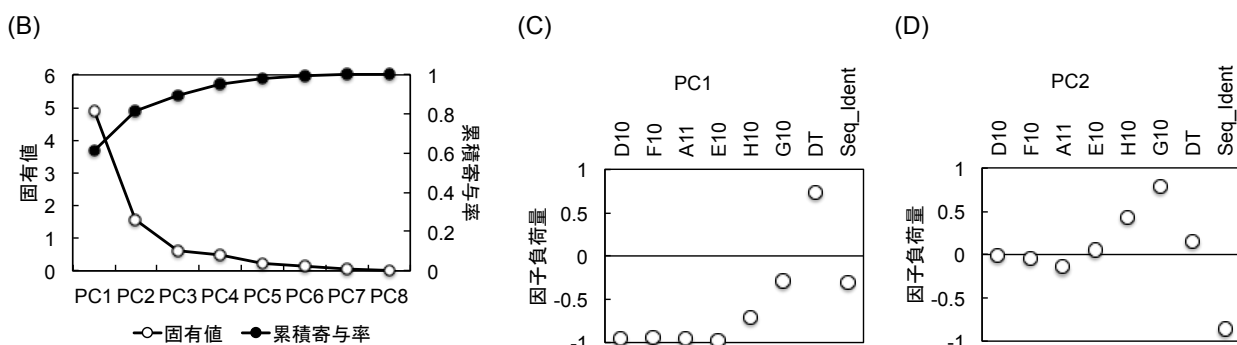 (B)
6
5
4
3
2
1
0
固有値
1
0.8
0.6
0.4
0.2
0
累積寄与率
PC1 PC2 PC3 PC4 PC5 PC6 PC7 PC8
固有値 累積寄与率
(C)
PC1
D10
F10
A11
E10
H10
G10
DT
Seq_Ident
1
0.5
0
-0.5
-1
因子負荷量
(D)
PC2
D10
F10
A11
E10
H10
G10
DT
Seq_Ident
1
0.5
0
-0.5
-1
因子負荷量